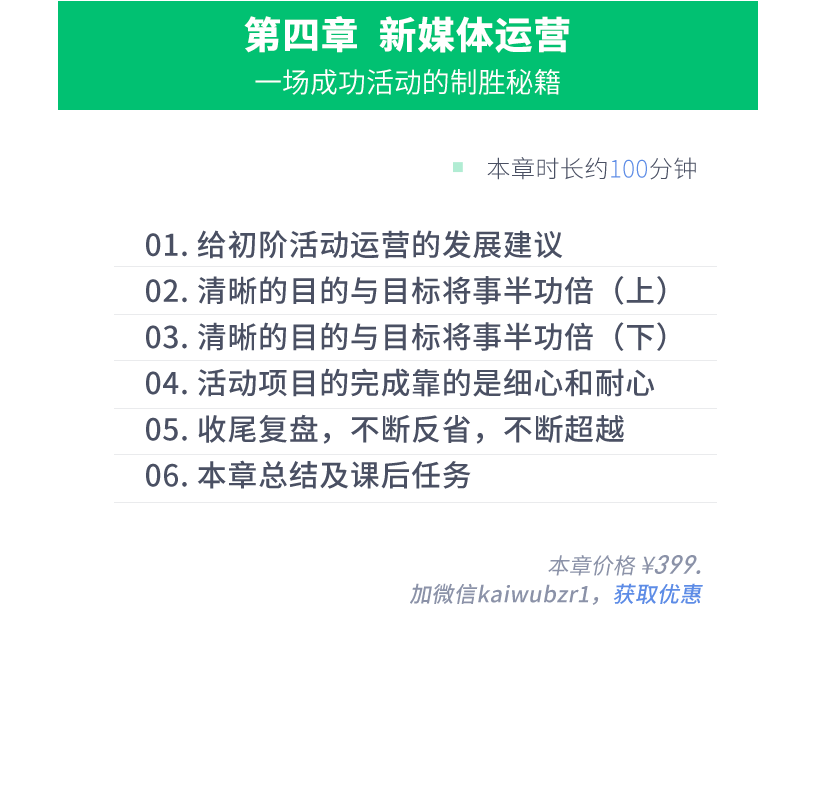 第四章 新媒体运营
一场成功活动的制胜秘籍
本章时长约100分钟
01. 给初阶活动运营的发展建议
02. 清晰的目的与目标将事半功倍（上）
03. 清晰的目的与目标将事半功倍（下）
04. 活动项目的完成靠的是细心和耐心
05. 收尾复盘，不断反省，不断超越
06. 本章总结及课后任务
本章价格 ¥399.
加微信kaiwubzr1，获取优惠